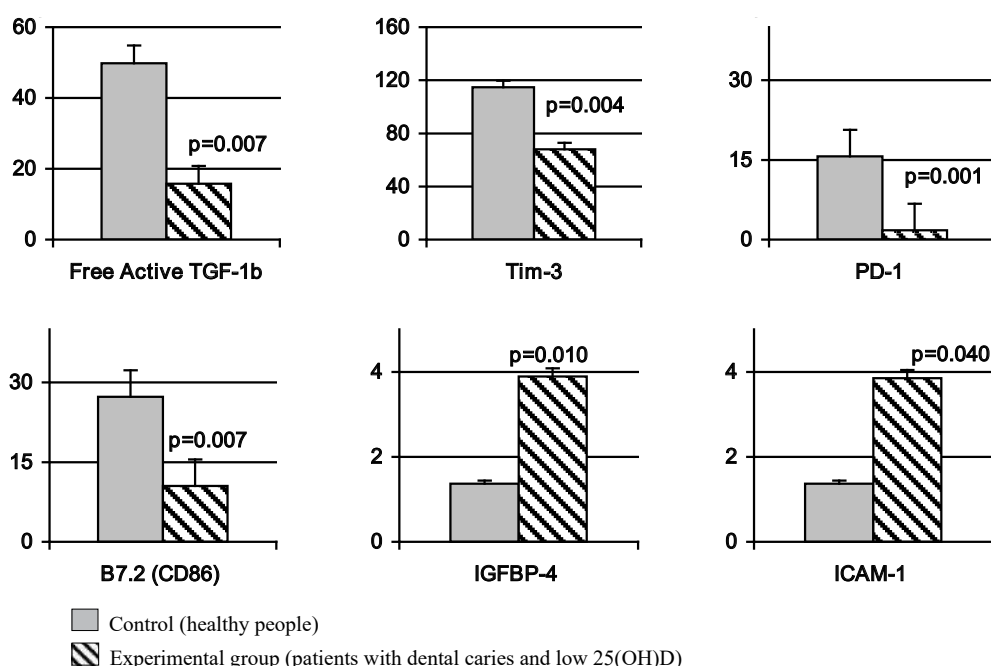 60
40
20
0
p=0.007
Free Active TGF-1b
160
120
80
40
0
p=0.004
Tim-3
30
15
0
p=0.001
PD-1
30
15
0
p=0.007
B7.2 (CD86)
4
2
0
p=0.010
IGFBP-4
4
2
0
p=0.040
ICAM-1
Control (healthy people)
Experimental group (patients with dental caries and low 25(OH)D)